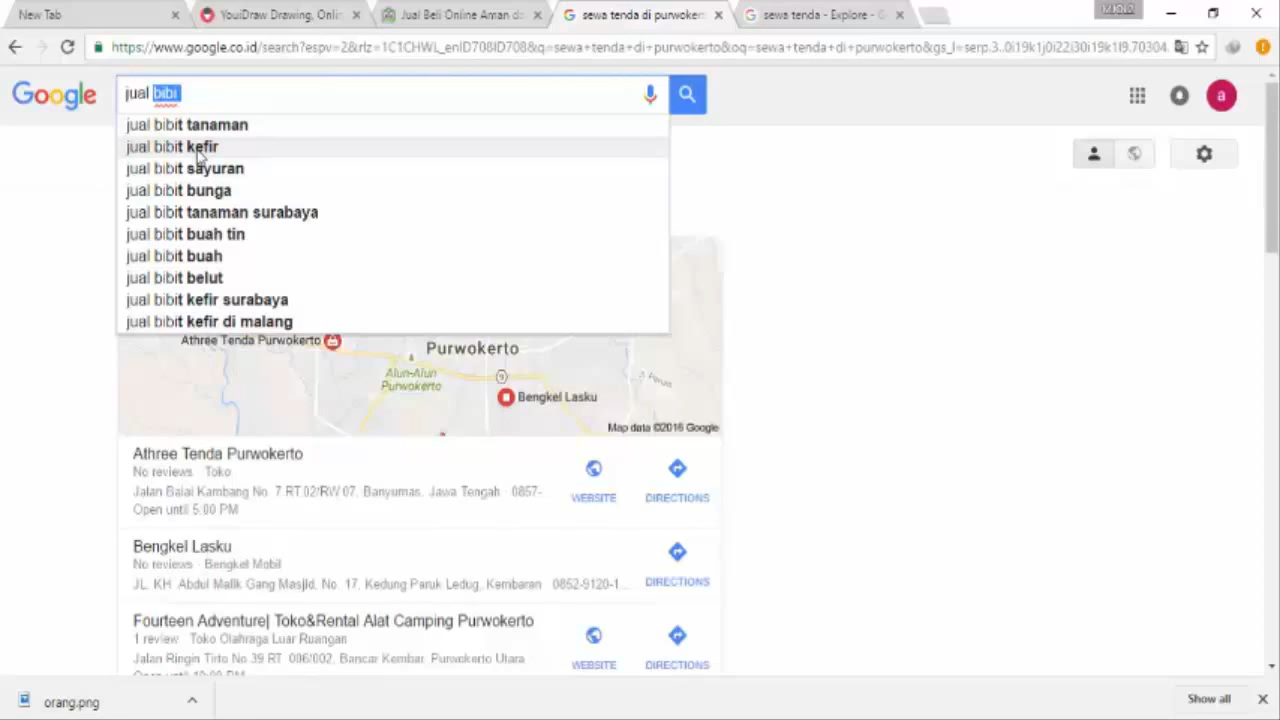 New Tab
YouiDraw Drawing, Onlin
Jual Beli Online Aman da
sewa tenda di purwoker
sewa tenda - Explore - G
https://www.google.co.id/search?espv=2&rlz=1C1CHWL_enID708ID708&q=sewa+tenda+di+purwokerto&oq=sewa+tenda+di+purwokerto&gs_l=serp.3..0i19k1j0i22i30i19k1l9.70304.
Google
jual bibi
a
jual bibit tanaman
jual bibit kefir
jual bibit sayuran
jual bibit bunga
jual bibit tanaman surabaya
jual bibit buah tin
jual bibit buah
jual bibit belut
jual bibit kefir surabaya
jual bibit kefir di malang
Athree Tenda Purwokerto
Purwokerto
Alun-Alun
Purwokerto
9
Bengkel Lasku
Map data ©2016 Google
Athree Tenda Purwokerto
No reviews · Toko
Jalan Balai Kambang No. 7 RT.02/RW 07, Banyumas, Jawa Tengah · 0857-
Open until 5:00 PM
WEBSITE
DIRECTIONS
Bengkel Lasku
No reviews · Bengkel Mobil
JL. KH. Abdul Malik Gang Masjid, No. 17, Kedung Paruk Ledug, Kembaran · 0852-9120-1...
DIRECTIONS
Fourteen Adventure| Toko&Rental Alat Camping Purwokerto
1 review · Toko Olahraga Luar Ruangan
Jalan Ringin Tirto No.39 RT. 006/002, Bancar Kembar, Purwokerto Utara
Open until 10:00 PM
WEBSITE
DIRECTIONS
orang.png
Show all